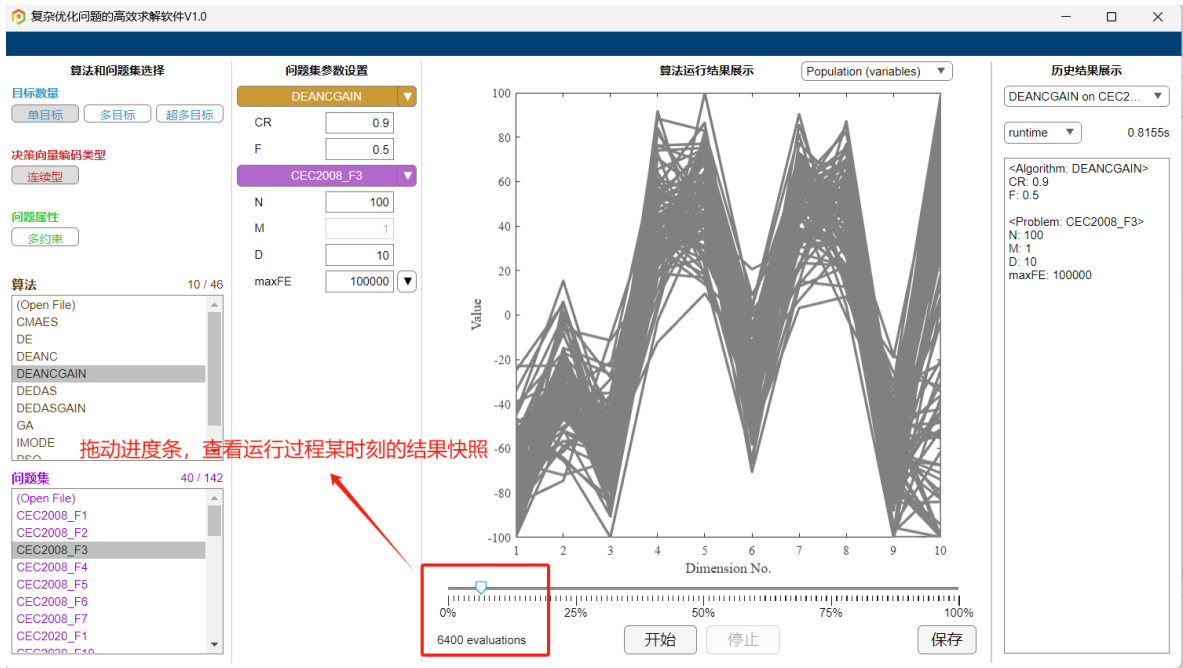 复杂优化问题的高效求解软件V1.0
算法和问题集选择
目标数量
单目标 多目标 超多目标
决策向量编码类型
连续型
问题属性
多约束
算法 10 / 46
(Open File)
CMAES
DE
DEANC
DEANCGAIN
DEDAS
DEDASGAIN
GA
IMODE
PSO
问题集 40 / 142
(Open File)
CEC2008_F1
CEC2008_F2
CEC2008_F3
CEC2008_F4
CEC2008_F5
CEC2008_F6
CEC2008_F7
CEC2020_F1
CEC2020_F10
问题集参数设置
DEANCGAIN
CR 0.9
F 0.5
CEC2008_F3
N 100
M 1
D 10
maxFE 100000
算法运行结果展示 Population (variables)
100
80
60
40
20
0
-20
-40
-60
-80
-100
Value
1 2 3 4 5 6 7 8 9 10
Dimension No.
拖动进度条，查看运行过程某时刻的结果快照
0% 25% 50% 75% 100%
6400 evaluations
开始 停止 保存
历史结果展示
DEANCGAIN on CEC2...
runtime 0.8155s
<Algorithm: DEANCGAIN>
CR: 0.9
F: 0.5
<Problem: CEC2008_F3>
N: 100
M: 1
D: 10
maxFE: 100000